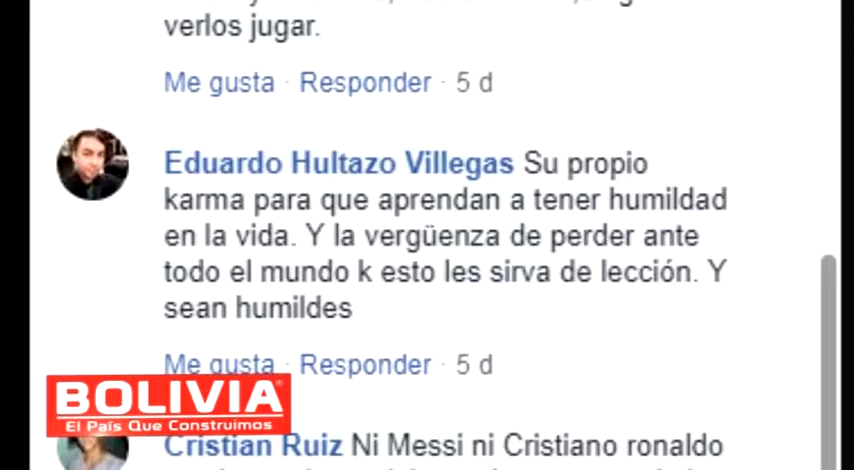 verlos jugar.
Me gusta · Responder · 5 d
Eduardo Hultazo Villegas Su propio
karma para que aprendan a tener humildad
en la vida. Y la vergüenza de perder ante
todo el mundo k esto les sirva de lección. Y
sean humildes
Me gusta · Responder · 5 d
BOLIVIA®
El País Que Construimos
Cristian Ruiz Ni Messi ni Cristiano ronaldo